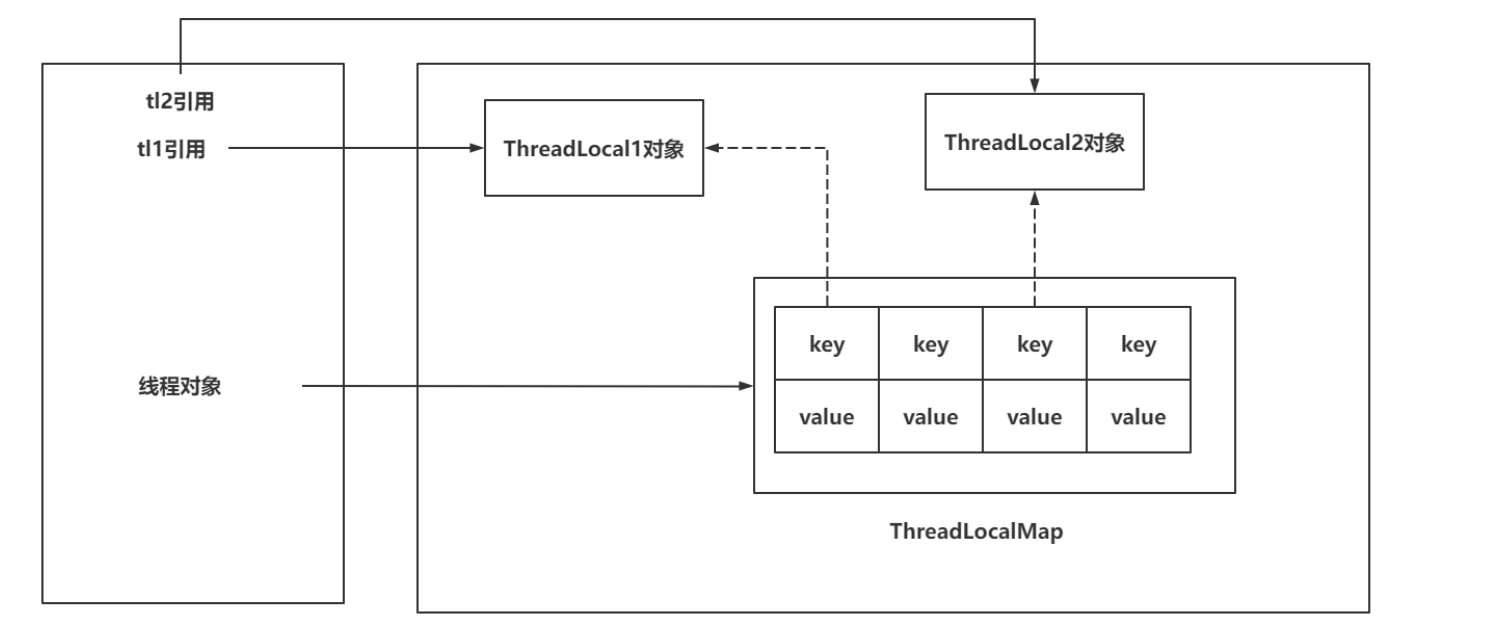 tl2引用
tl1引用
ThreadLocal1对象
ThreadLocal2对象
线程对象
key key key key
value value value value
ThreadLocalMap